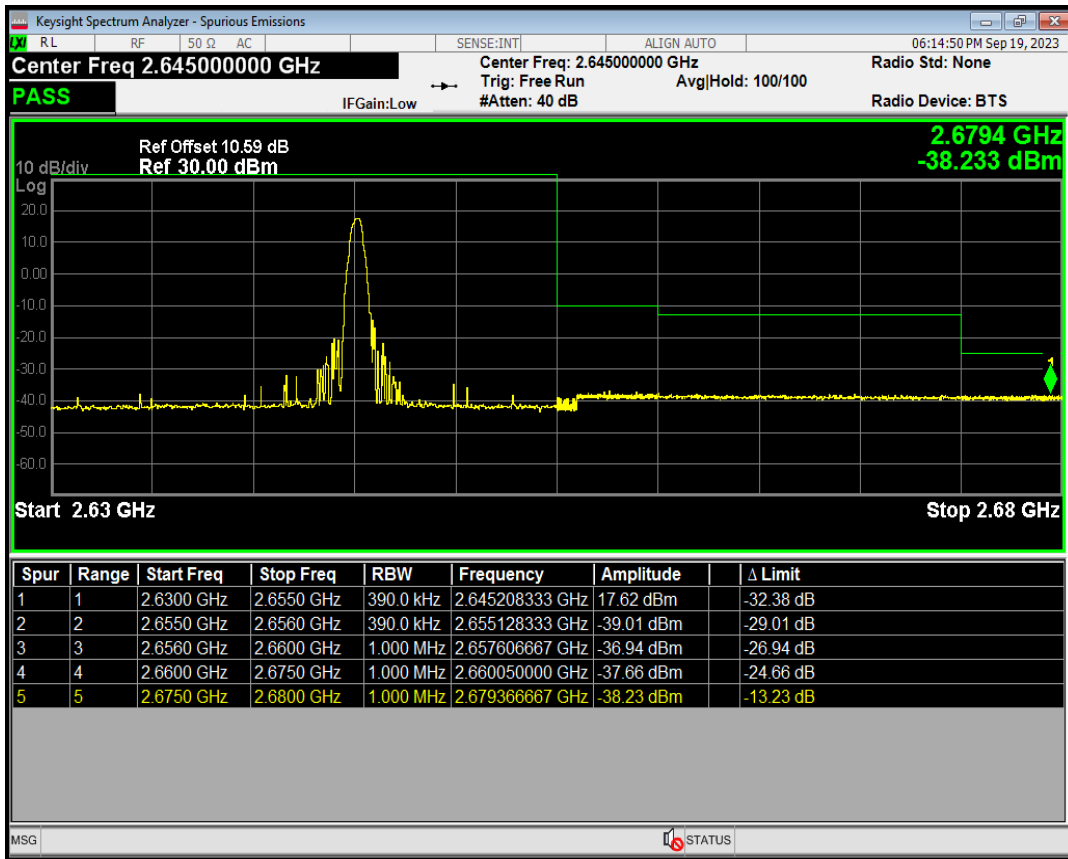 Keysight Spectrum Analyzer - Spurious Emissions
LXI RL RF 50 Ω AC SENSE:INT ALIGN AUTO 06:14:50 PM Sep 19, 2023
Center Freq 2.645000000 GHz Center Freq: 2.645000000 GHz Radio Std: None
Trig: Free Run Avg|Hold: 100/100
PASS IFGain:Low #Atten: 40 dB Radio Device: BTS
2.6794 GHz
-38.233 dBm
Ref Offset 10.59 dB
10 dB/div Ref 30.00 dBm
Log
20.0
10.0
0.00
-10.0
-20.0
-30.0
1
-40.0
-50.0
-60.0
Start 2.63 GHz Stop 2.68 GHz
Spur Range Start Freq Stop Freq RBW Frequency Amplitude Δ Limit
1 1 2.6300 GHz 2.6550 GHz 390.0 kHz 2.645208333 GHz 17.62 dBm -32.38 dB
2 2 2.6550 GHz 2.6560 GHz 390.0 kHz 2.655128333 GHz -39.01 dBm -29.01 dB
3 3 2.6560 GHz 2.6600 GHz 1.000 MHz 2.657606667 GHz -36.94 dBm -26.94 dB
4 4 2.6600 GHz 2.6750 GHz 1.000 MHz 2.660050000 GHz -37.66 dBm -24.66 dB
5 5 2.6750 GHz 2.6800 GHz 1.000 MHz 2.679366667 GHz -38.23 dBm -13.23 dB
MSG STATUS